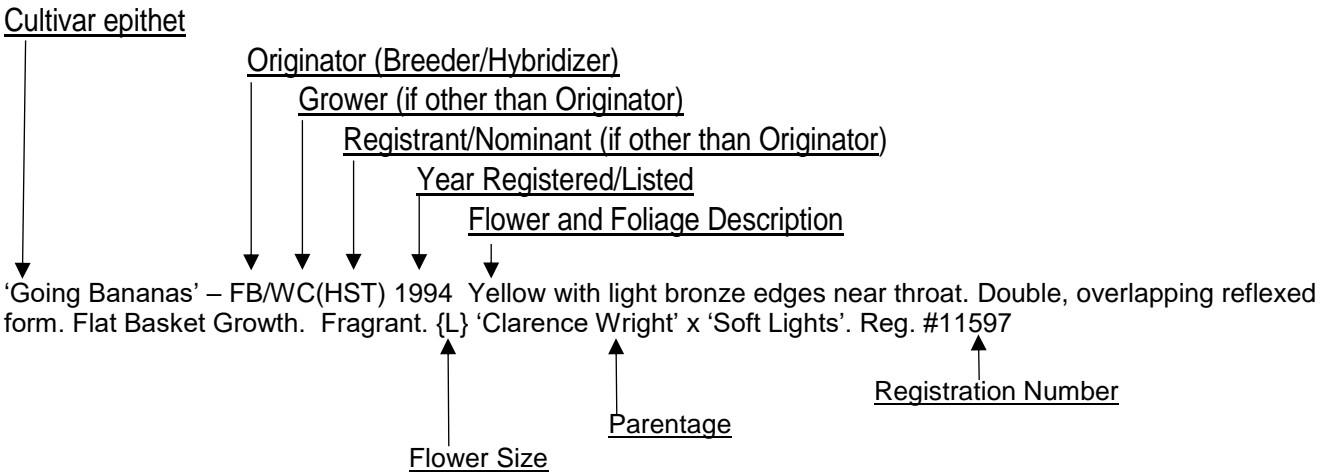 Cultivar epithet
Originator (Breeder/Hybridizer)
Grower (if other than Originator)
Registrant/Nominant (if other than Originator)
Year Registered/Listed
Flower and Foliage Description
‘Going Bananas’ – FB/WC(HST) 1994 Yellow with light bronze edges near throat. Double, overlapping reflexed
form. Flat Basket Growth. Fragrant. {L} ‘Clarence Wright’ x ‘Soft Lights’. Reg. #11597
Registration Number
Parentage
Flower Size